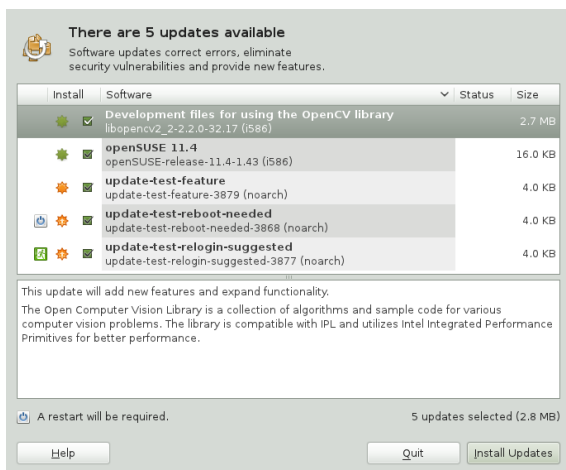 There are 5 updates available
Software updates correct errors, eliminate
security vulnerabilities and provide new features.
Install Software Status Size
Development files for using the OpenCV library
libopencv2_2-2.2.0-32.17 (i586)
2.7 MB
openSUSE 11.4
openSUSE-release-11.4-1.43 (i586)
16.0 KB
update-test-feature
update-test-feature-3879 (noarch)
4.0 KB
update-test-reboot-needed
update-test-reboot-needed-3868 (noarch)
4.0 KB
update-test-relogin-suggested
update-test-relogin-suggested-3877 (noarch)
4.0 KB
This update will add new features and expand functionality.
The Open Computer Vision Library is a collection of algorithms and sample code for various
computer vision problems. The library is compatible with IPL and utilizes Intel Integrated Performance
Primitives for better performance.
A restart will be required. 5 updates selected (2.8 MB)
Help Quit Install Updates